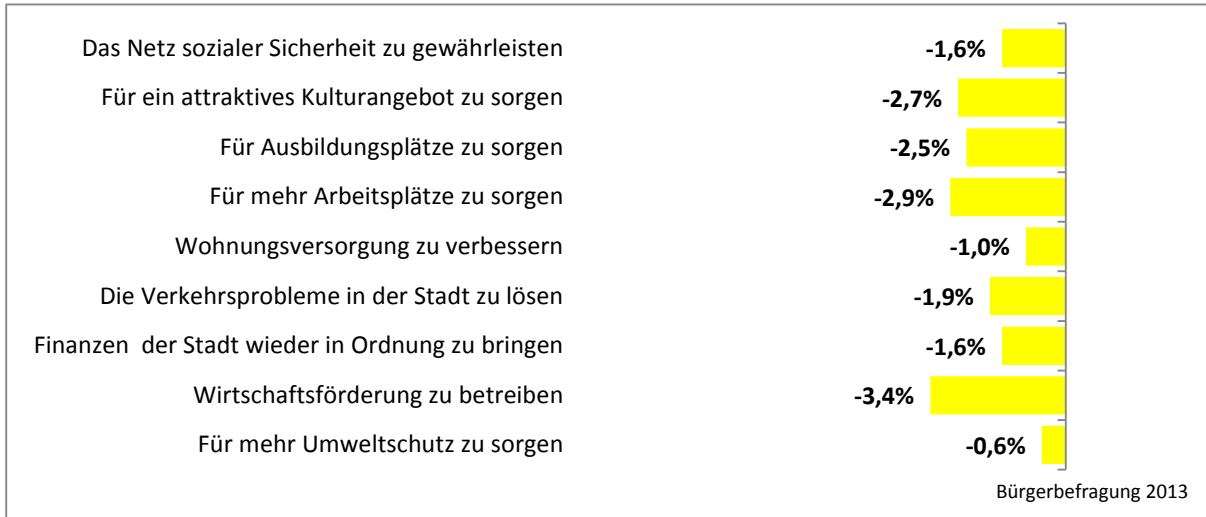 Das Netz sozialer Sicherheit zu gewährleisten -1,6%
Für ein attraktives Kulturangebot zu sorgen -2,7%
Für Ausbildungsplätze zu sorgen -2,5%
Für mehr Arbeitsplätze zu sorgen -2,9%
Wohnungsversorgung zu verbessern -1,0%
Die Verkehrsprobleme in der Stadt zu lösen -1,9%
Finanzen  der Stadt wieder in Ordnung zu bringen -1,6%
Wirtschaftsförderung zu betreiben -3,4%
Für mehr Umweltschutz zu sorgen -0,6%
Bürgerbefragung 2013